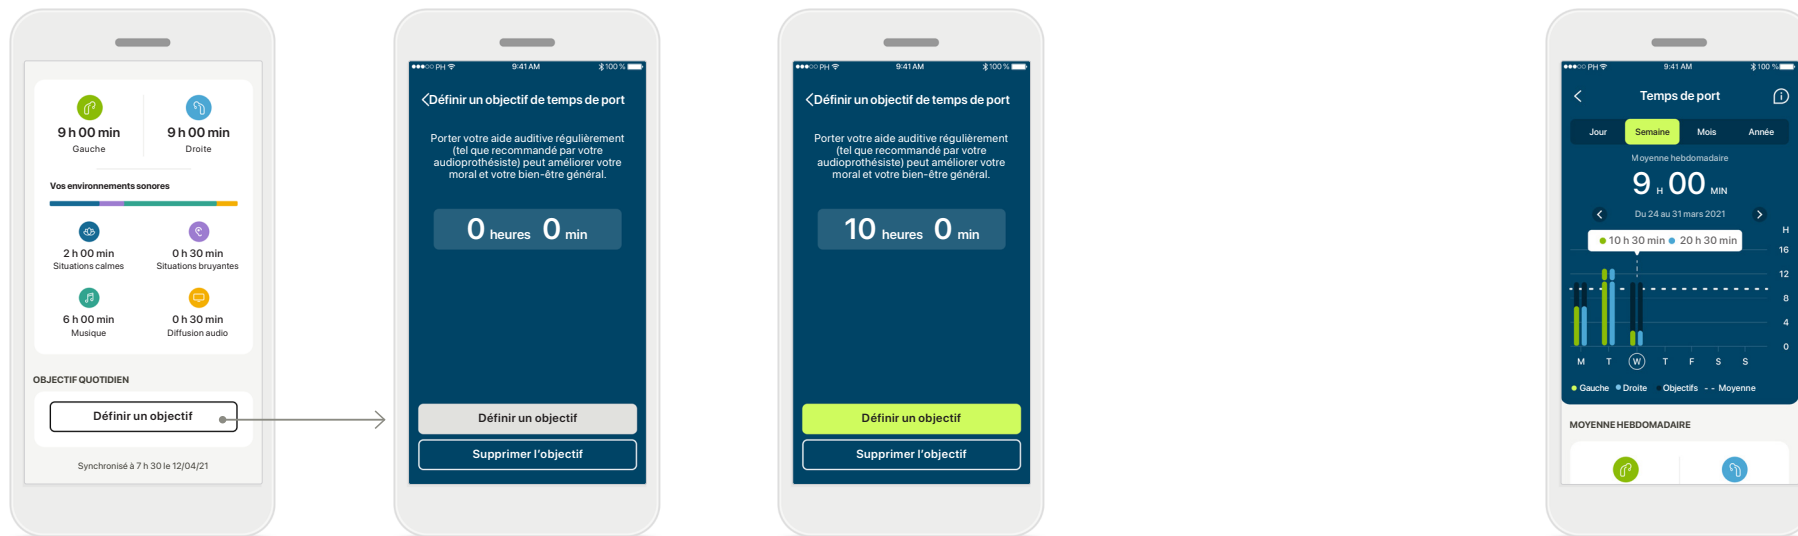 9 h 00 min
Gauche
9 h 00 min
Droite
Vos environnements sonores
2 h 00 min
Situations calmes
0 h 30 min
Situations bruyantes
6 h 00 min
Musique
0 h 30 min
Diffusion audio
OBJECTIF QUOTIDIEN
Définir un objectif
Synchronisé à 7 h 30 le 12/04/21
PH 9:41 AM 100 %
Définir un objectif de temps de port
Porter votre aide auditive régulièrement
(tel que recommandé par votre
audioprothésiste) peut améliorer votre
moral et votre bien-être général.
0 heures 0 min
Définir un objectif
Supprimer l'objectif
PH 9:41 AM 100 %
Définir un objectif de temps de port
Porter votre aide auditive régulièrement
(tel que recommandé par votre
audioprothésiste) peut améliorer votre
moral et votre bien-être général.
10 heures 0 min
Définir un objectif
Supprimer l'objectif
PH 9:41 AM 100 %
Temps de port
Jour Semaine Mois Année
Moyenne hebdomadaire
9 H 00 MIN
Du 24 au 31 mars 2021
H
10 h 30 min 20 h 30 min
16
12
8
4
0
M T W T F S S
Gauche Droite Objectifs - - Moyenne
MOYENNE HEBDOMADAIRE